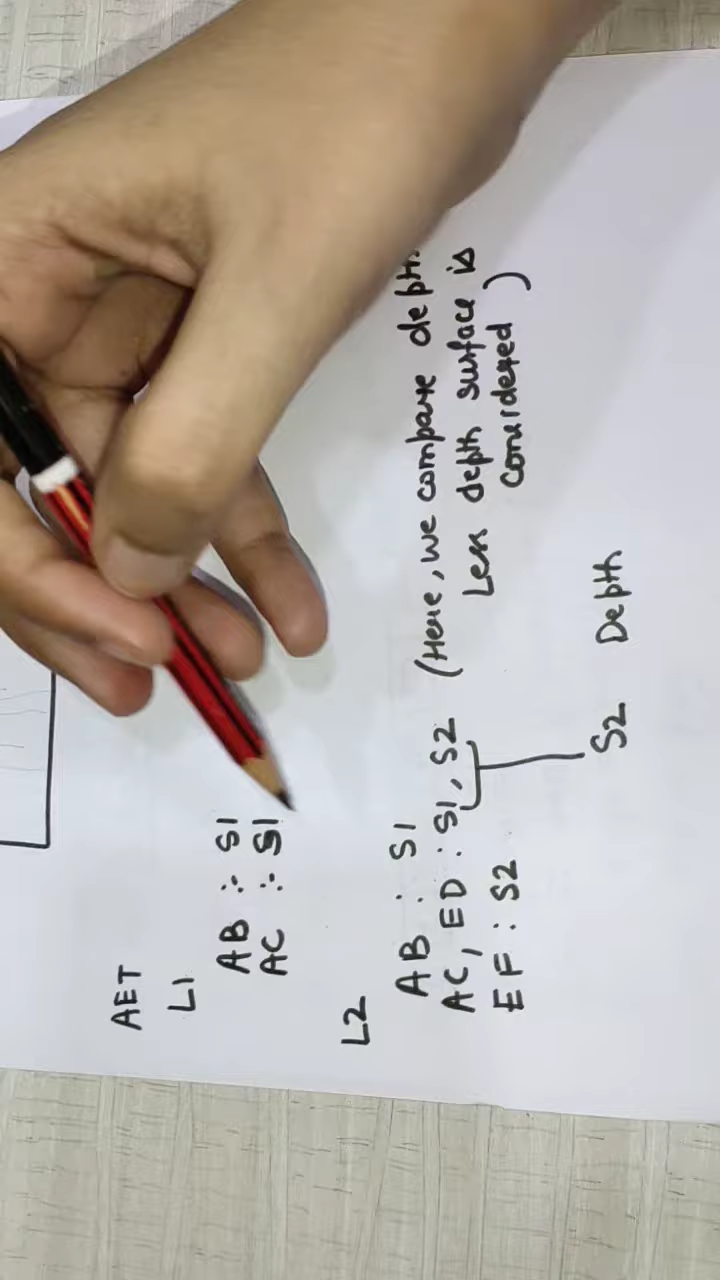 AET
L1
AB : S1
AC : S1
L2
AB : S1
AC, ED : S1, S2 (Here, we compare depth.
Less depth surface is
considered)
EF : S2
S2 Depth